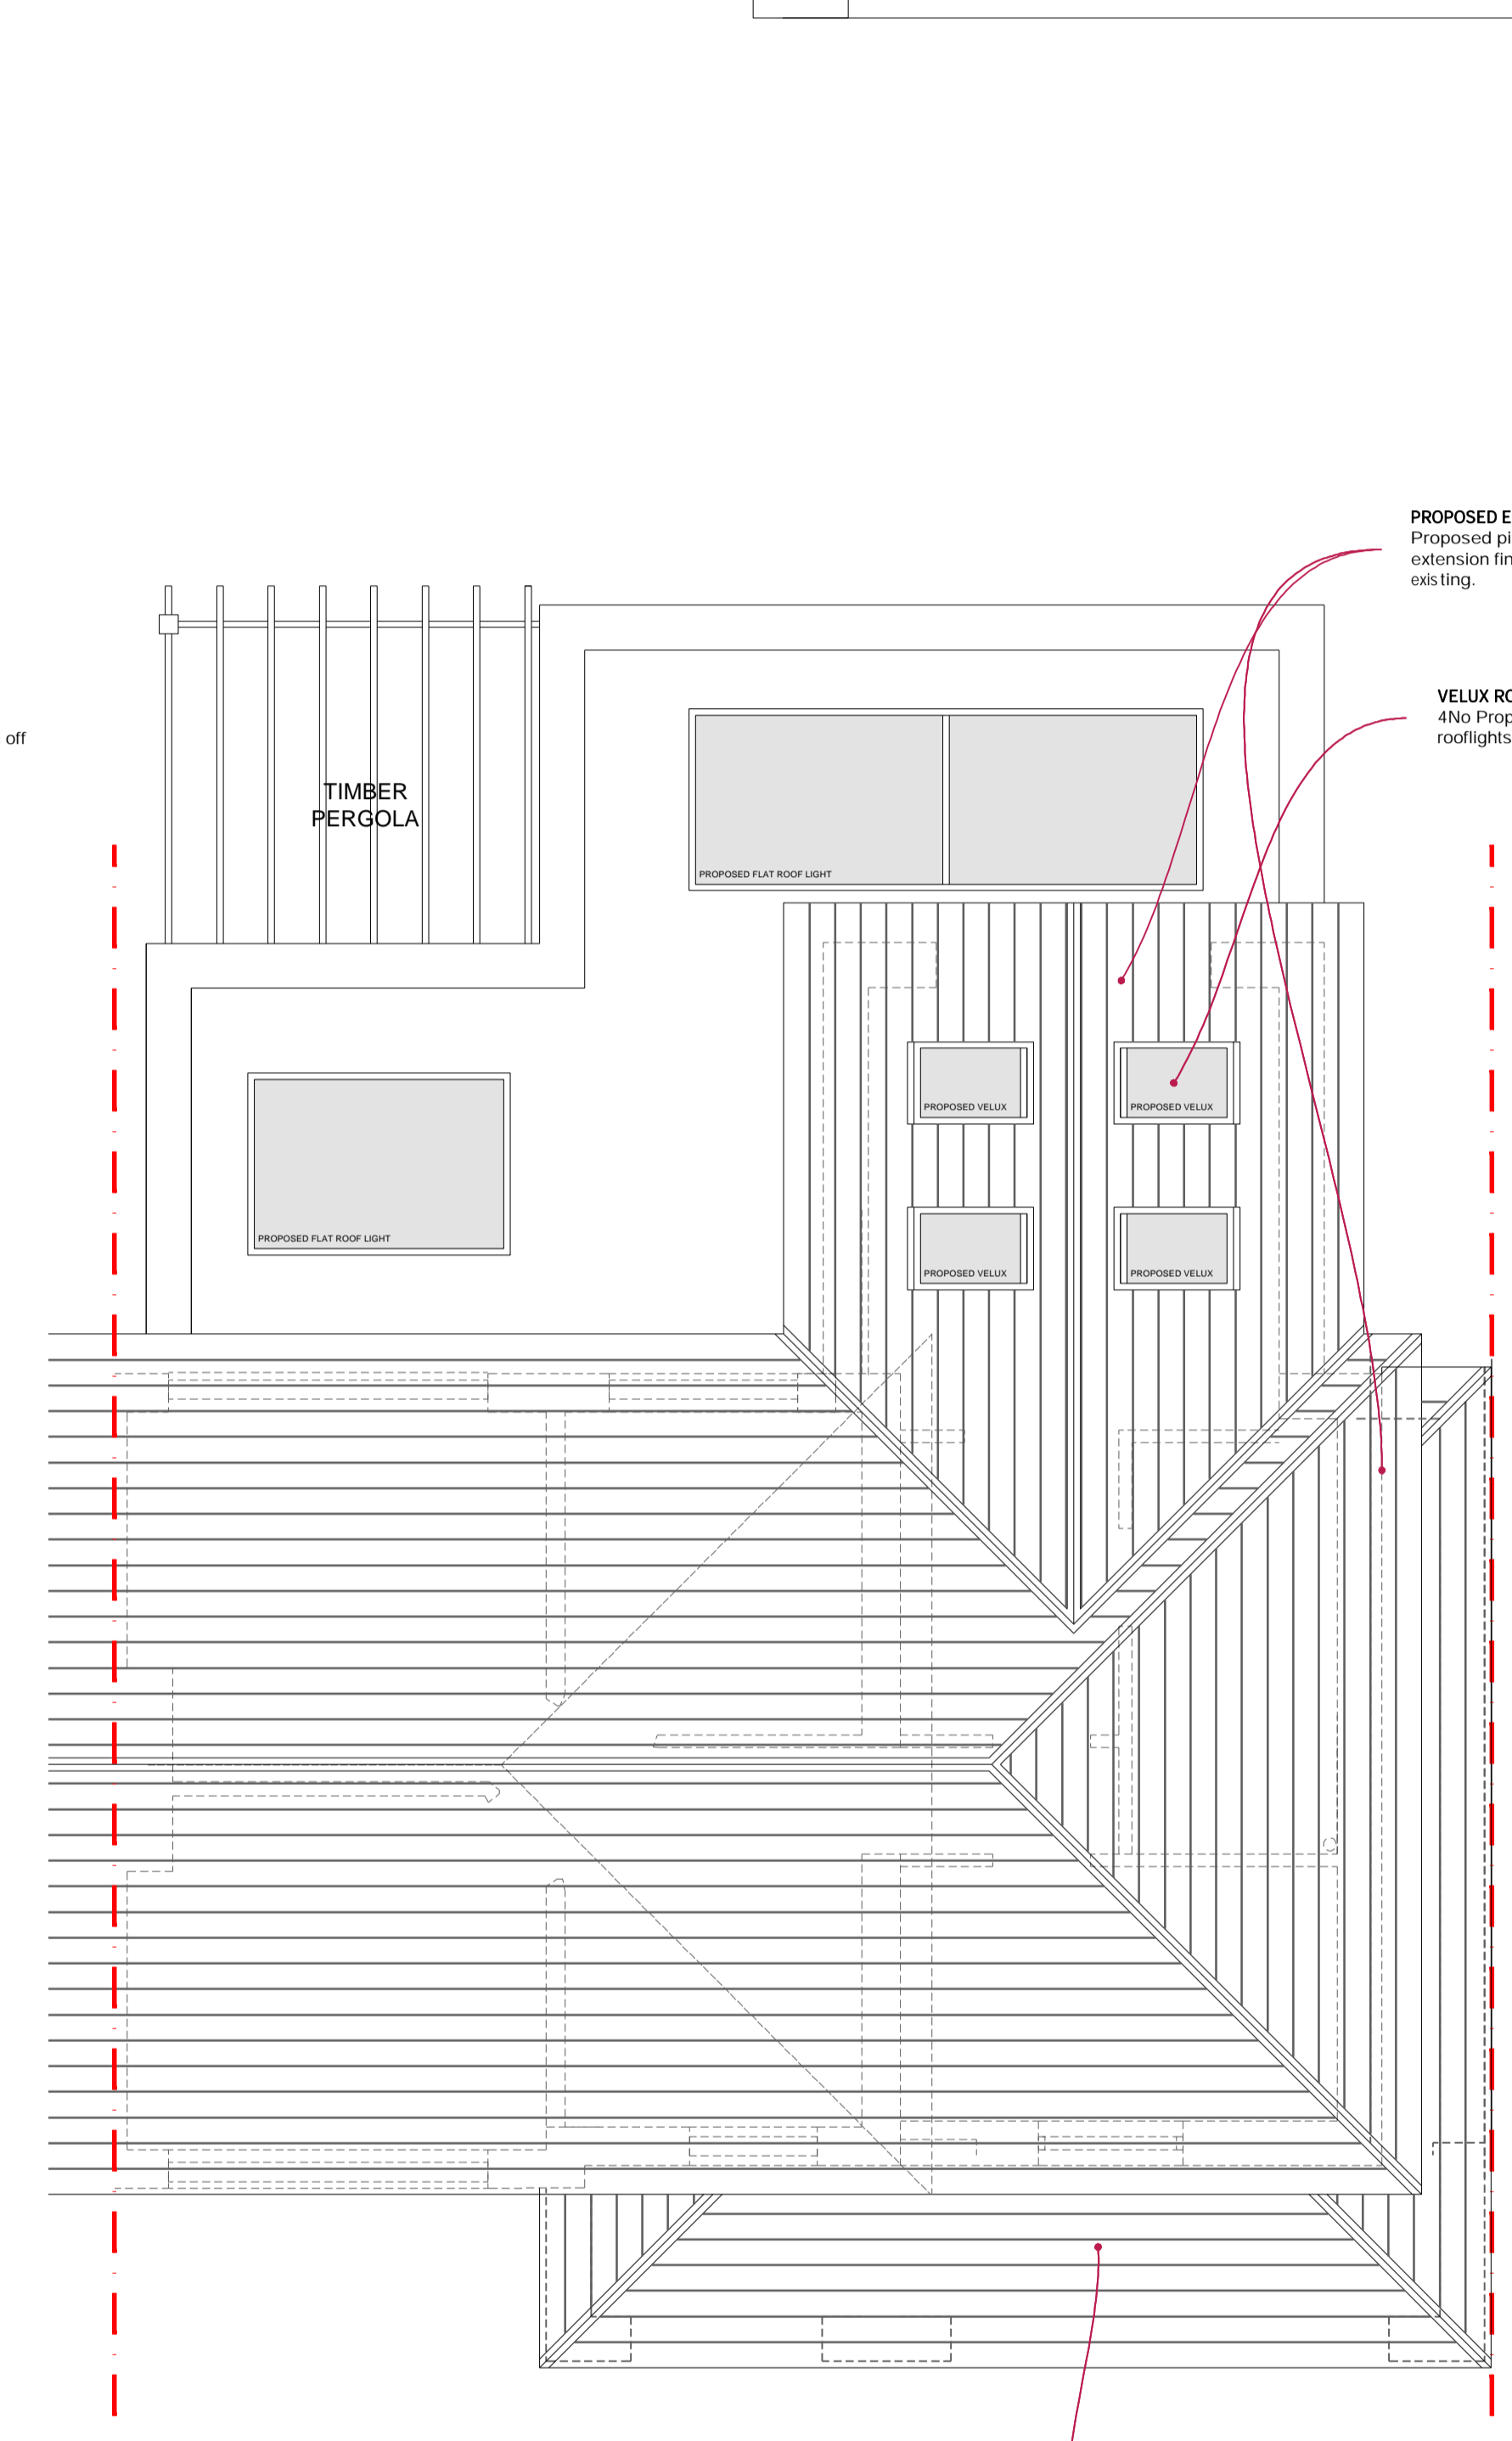 PROPOSED E
Proposed pi
extension fin
existing.
VELUX RO
4No Prop
rooflights
off
TIMBER
PERGOLA
PROPOSED FLAT ROOF LIGHT
PROPOSED VELUX
PROPOSED VELUX
PROPOSED FLAT ROOF LIGHT
PROPOSED VELUX
PROPOSED VELUX